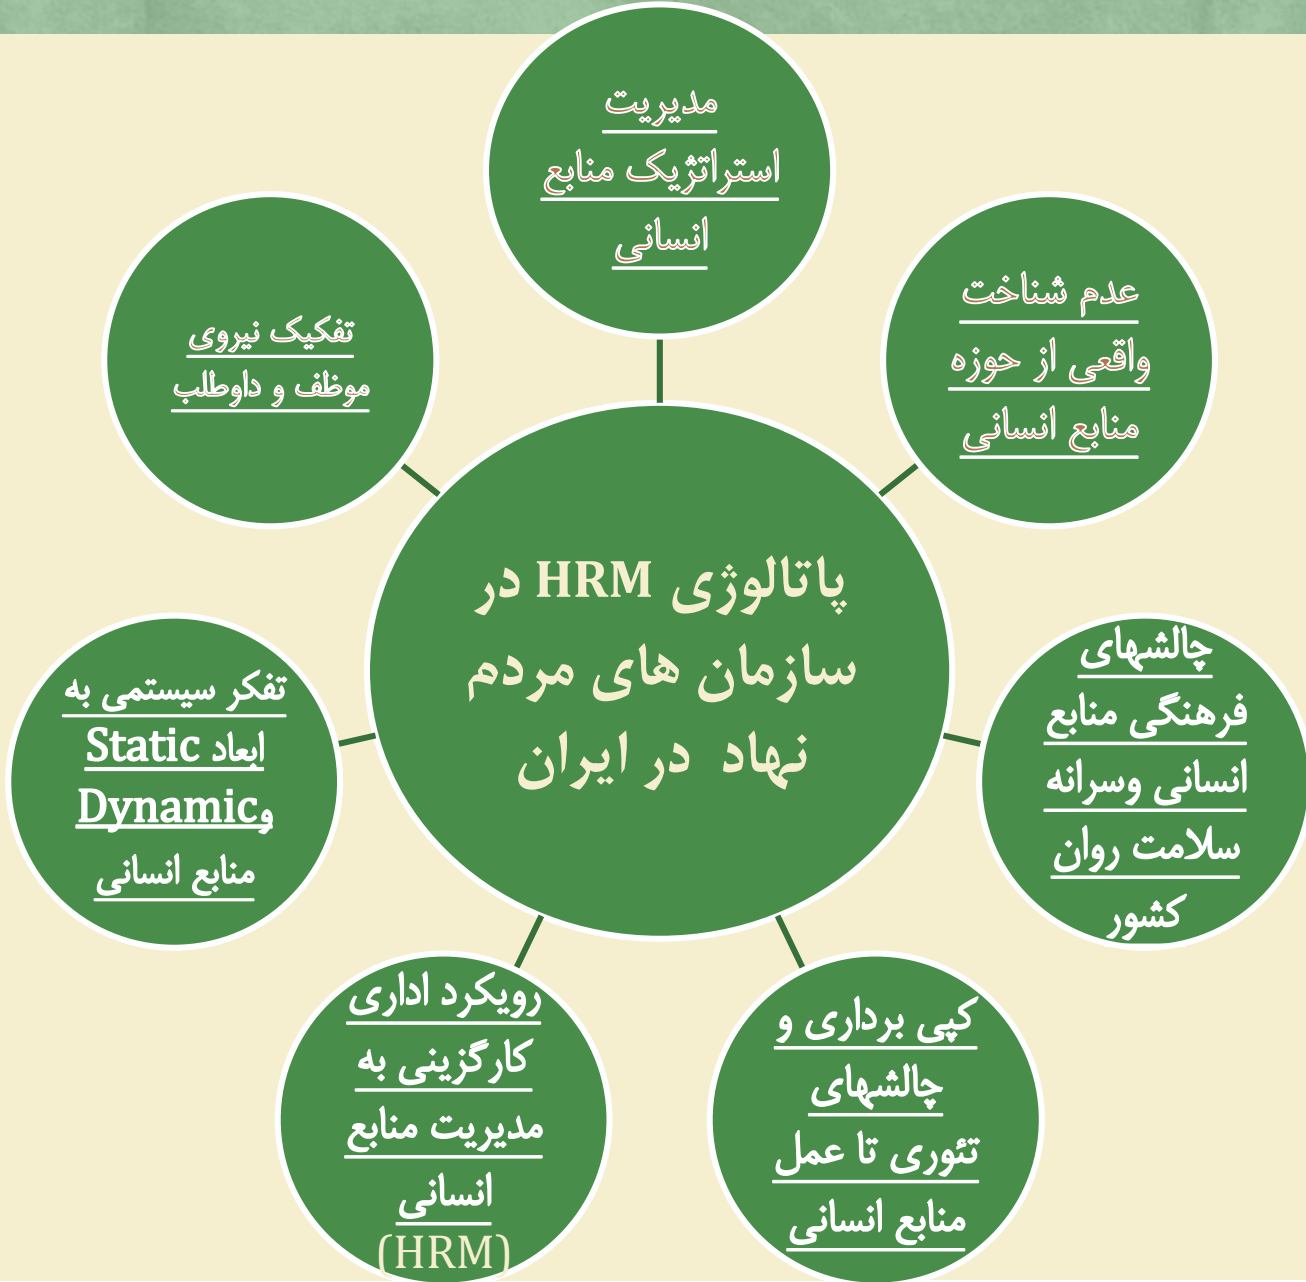 مدیریت
استراتژیک منابع
انسانی
عدم شناخت
واقعی از حوزه
منابع انسانی
چالشهای
فرهنگی منابع
انسانی وسرانه
سلامت روان
کشور
کپی برداری و
چالشهای
تئوری تا عمل
منابع انسانی
رویکرد اداری
کارگزینی به
مدیریت منابع
انسانی
(HRM)
تفکر سیستمی به
ابعاد Static
وDynamic
منابع انسانی
تفکیک نیروی
موظف و داوطلب
پاتالوژی HRM در
سازمان های مردم
نهاد در ایران